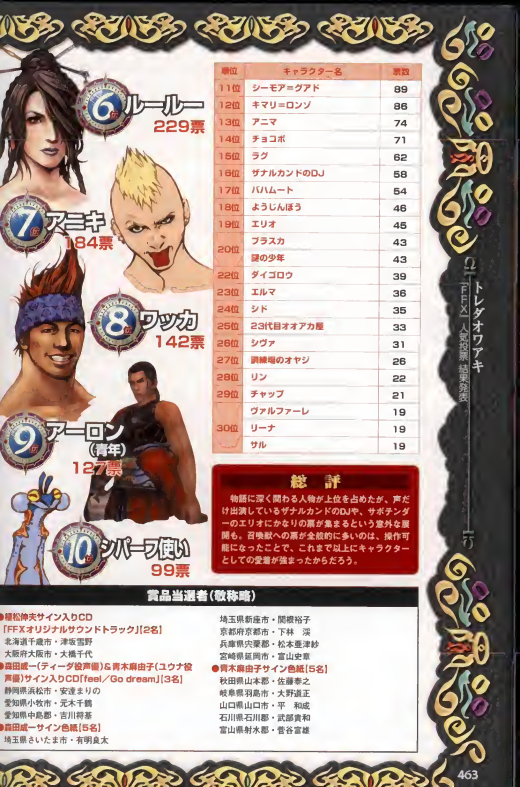 6位 ルールー
229票
7位 アニキ
184票
8位 ワッカ
142票
9位 アーロン
(青年)
127票
10位 シパーフ使い
99票
順位 キャラクター名 票数
11位 シーモア=グアド 89
12位 キマリ=ロンゾ 86
13位 アニマ 74
14位 チョコボ 71
15位 ラグ 62
16位 ザナルカンドのDJ 58
17位 バハムート 54
18位 ようじんぼう 46
19位 エリオ 45
20位 ブラスカ 43
謎の少年 43
22位 ダイゴロウ 39
23位 エルマ 36
24位 シド 35
25位 23代目オオアカ屋 33
26位 シヴァ 31
27位 訓練場のオヤジ 26
28位 リン 22
29位 チャップ 21
30位 ヴァルファーレ 19
リーナ 19
サル 19
総評
物語に深く関わる人物が上位を占めたが、声だ
け出演しているザナルカンドのDJや、サボテンダ
ーのエリオにかなりの票が集まるという意外な展
開も。召喚獣への票が全般的に多いのは、操作可
能になったことで、これまで以上にキャラクター
としての愛着が強まったからだろう。
トレダオワアキ
「FFX」人気投票 結果発表
賞品当選者(敬称略)
●植松伸夫サイン入りCD
「FFXオリジナルサウンドトラック」【2名】
北海道千歳市・津坂雪野
大阪府大阪市・大橋千代
●森田成一(ティーダ役声優)&青木麻由子(ユウナ役
声優)サイン入りCD「feel/Go dream」【3名】
静岡県浜松市・安達まりの
愛知県小牧市・元木千鶴
愛知県中島郡・吉川将基
●森田成一サイン色紙【5名】
埼玉県さいたま市・有明良太
埼玉県新座市・関根裕子
京都府京都市・下林 渓
兵庫県宍粟郡・松本亜津紗
宮崎県延岡市・富山史章
●青木麻由子サイン色紙【5名】
秋田県山本郡・佐藤泰之
岐阜県羽島市・大野道正
山口県山口市・平 和成
石川県石川郡・武部貴和
富山県射水郡・菅谷富雄
463